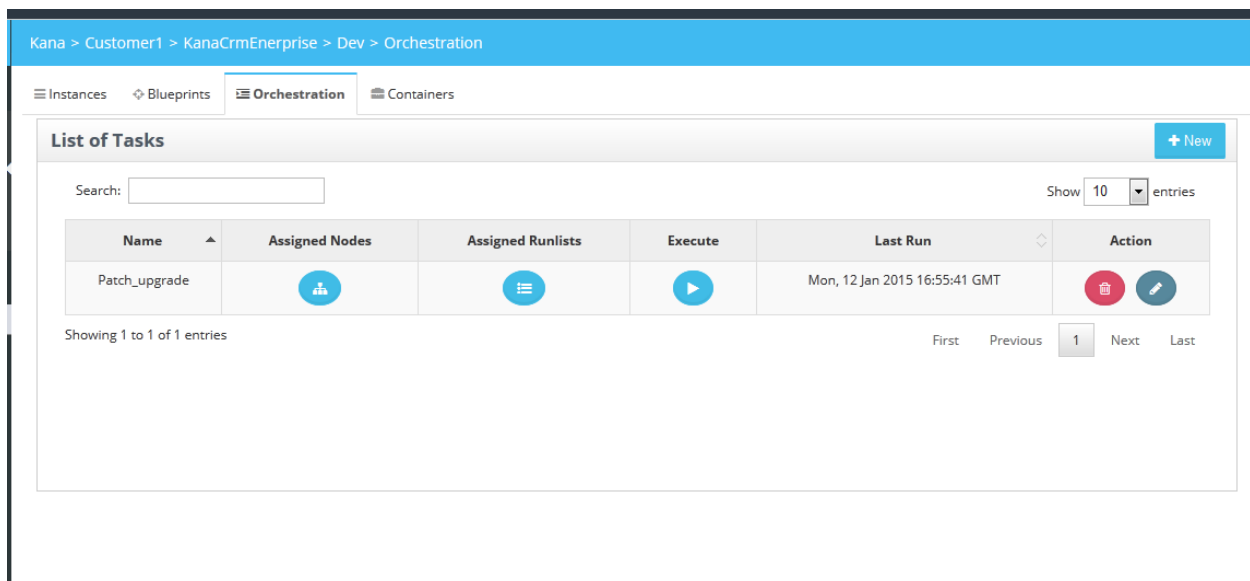 Kana > Customer1 > KanaCrmEnerprise > Dev > Orchestration
Instances Blueprints Orchestration Containers
List of Tasks + New
Search: Show 10 entries
Name Assigned Nodes Assigned Runlists Execute Last Run Action
Patch_upgrade Mon, 12 Jan 2015 16:55:41 GMT
Showing 1 to 1 of 1 entries First Previous 1 Next Last